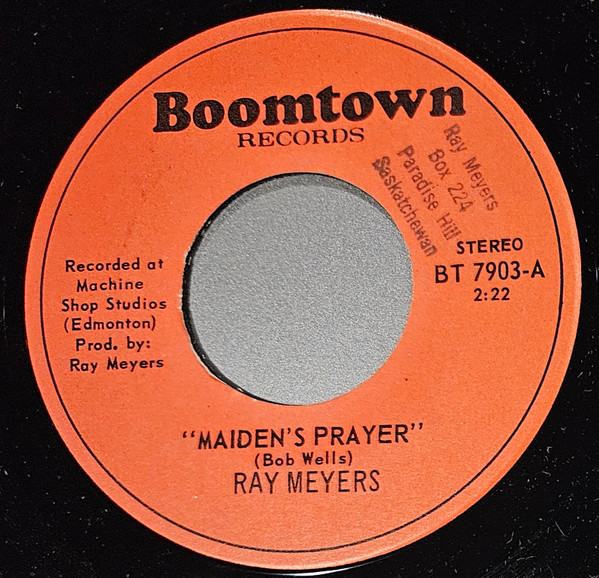 Boomtown
RECORDS
Ray Meyers
Box 224
Paradise Hill
Saskatchewan
STEREO
BT 7903-A
2:22
Recorded at
Machine
Shop Studios
(Edmonton)
Prod. by:
Ray Meyers
"MAIDEN'S PRAYER"
(Bob Wells)
RAY MEYERS